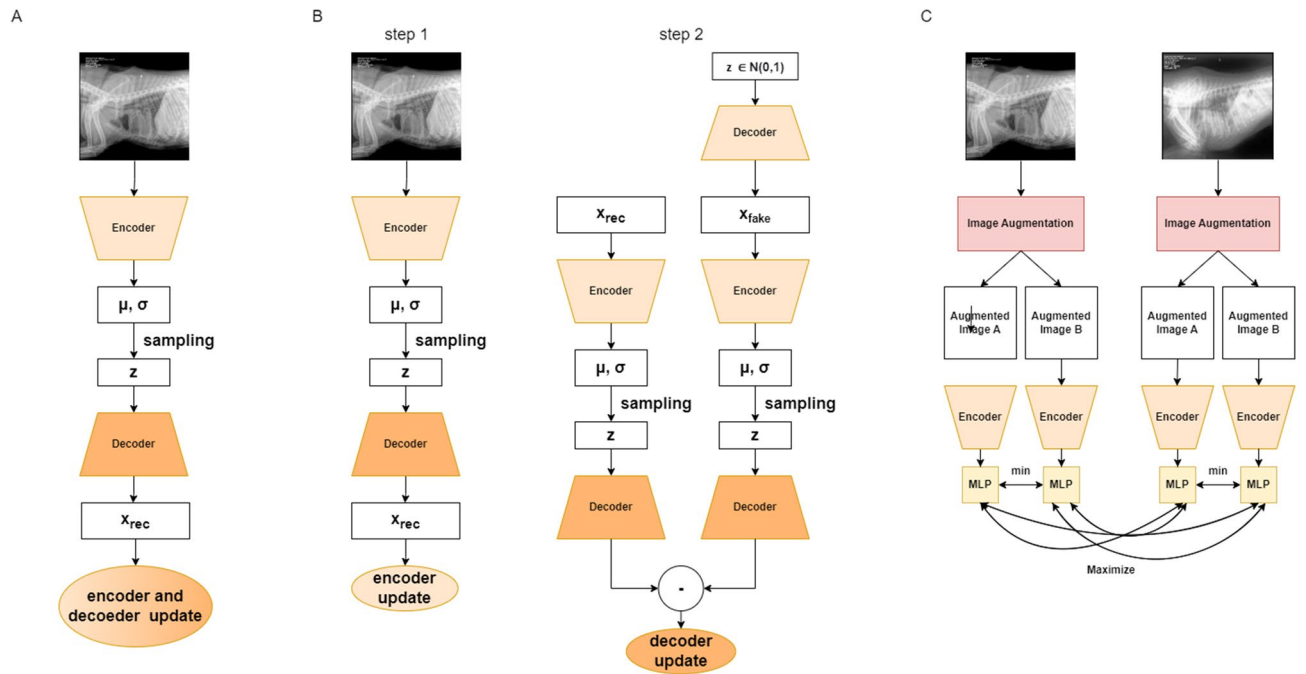 A
B
C
step 1
step 2
z ∈ N(0,1)
Decoder
Encoder
Encoder
x_rec
x_fake
Image Augmentation
Image Augmentation
Encoder
Encoder
μ, σ
μ, σ
Augmented
Image A
Augmented
Image B
Augmented
Image A
Augmented
Image B
sampling
sampling
μ, σ
μ, σ
z
z
sampling
sampling
Encoder
Encoder
Encoder
Encoder
Decoder
Decoder
z
z
MLP
min
MLP
MLP
min
MLP
x_rec
x_rec
Decoder
Decoder
Maximize
encoder and
decoeder update
encoder
update
-
decoder
update